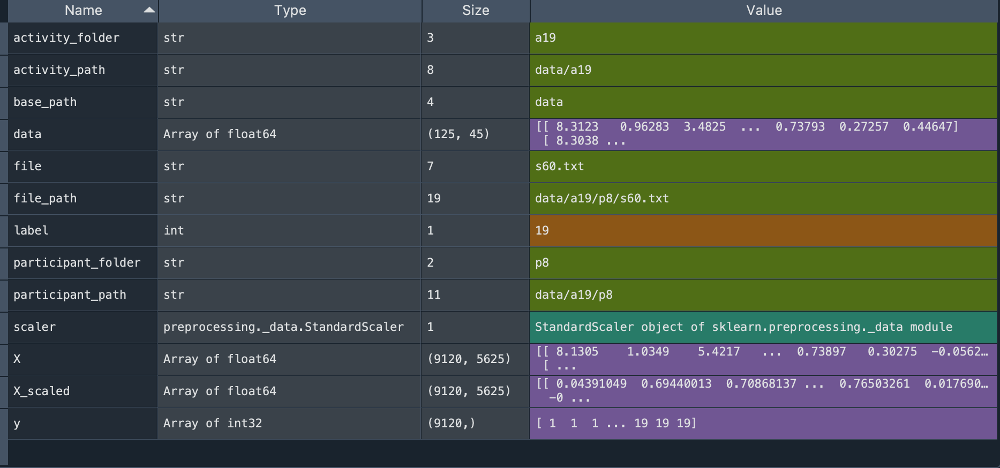 Name Type Size Value
activity_folder str 3 a19
activity_path str 8 data/a19
base_path str 4 data
data Array of float64 (125, 45) [[ 8.3123 0.96283 3.4825 ... 0.73793 0.27257 0.44647]
[ 8.3038 ...
file str 7 s60.txt
file_path str 19 data/a19/p8/s60.txt
label int 1 19
participant_folder str 2 p8
participant_path str 11 data/a19/p8
scaler preprocessing._data.StandardScaler 1 StandardScaler object of sklearn.preprocessing._data module
X Array of float64 (9120, 5625) [[ 8.1305 1.0349 5.4217 ... 0.73897 0.30275 -0.0562…
[ ...
X_scaled Array of float64 (9120, 5625) [[ 0.04391049 0.69440013 0.70868137 ... 0.76503261 0.017690…
-0 ...
y Array of int32 (9120,) [ 1 1 1 ... 19 19 19]